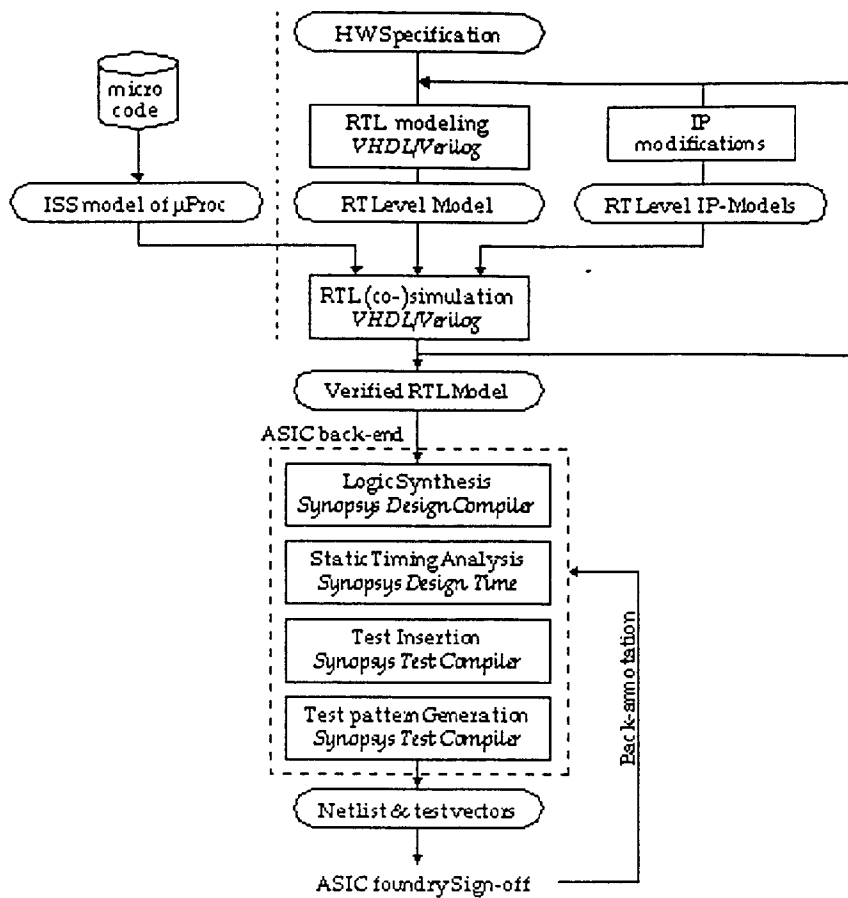 HW Specification
micro
code
RTL modeling
VHDL/Verilog
IP
modifications
ISS model of µProc
RT Level Model
RT Level IP-Models
RTL (co-)simulation
VHDL/Verilog
Verified RTL Model
ASIC back-end
Logic Synthesis
Synopsys Design Compiler
Static Timing Analysis
Synopsys Design Time
Test Insertion
Synopsys Test Compiler
Test pattern Generation
Synopsys Test Compiler
Back-annotation
Netlist & testvectors
ASIC foundry Sign-off